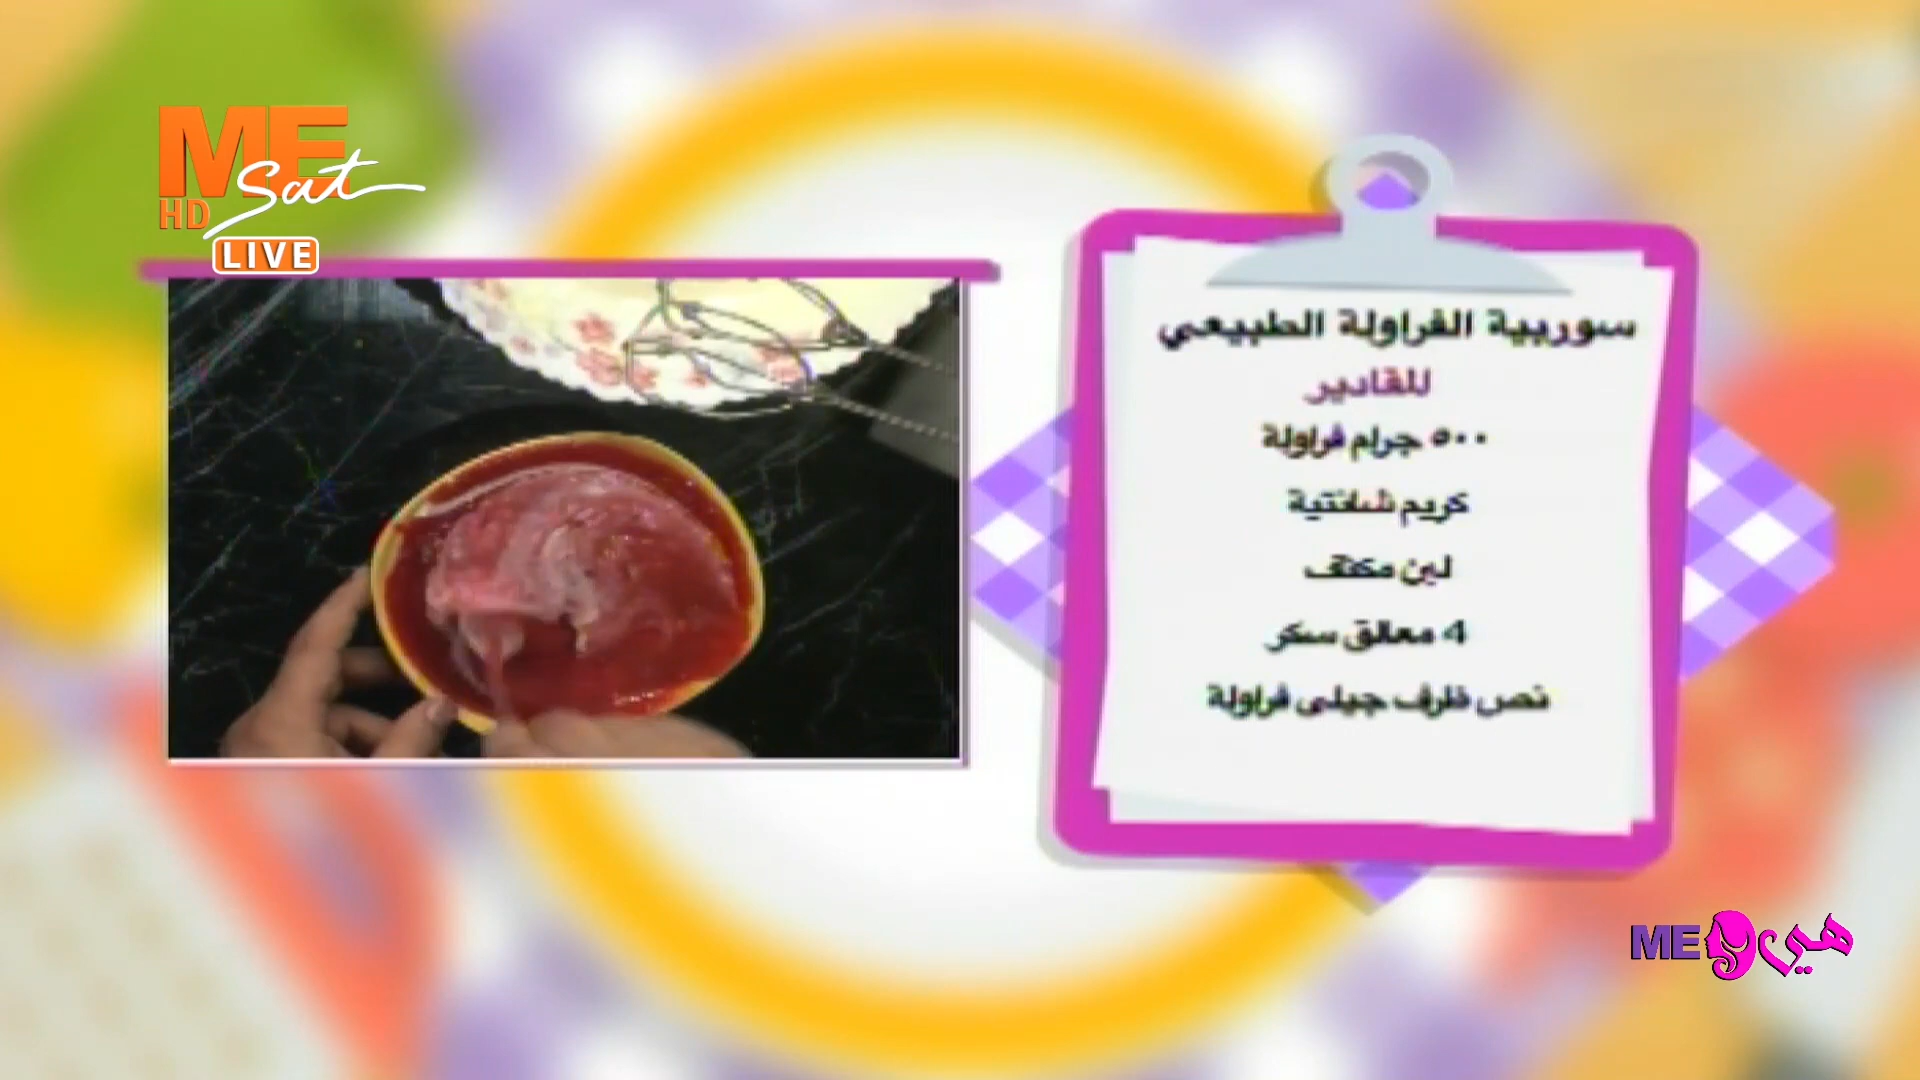 ME
Sat
HD
LIVE
سوربية الفراولة الطبيعي
المقادير
٥٠٠ جرام فراولة
كريم شانتية
لبن مكثف
4 معالق سكر
نص ظرف جيلى فراولة
ME هي